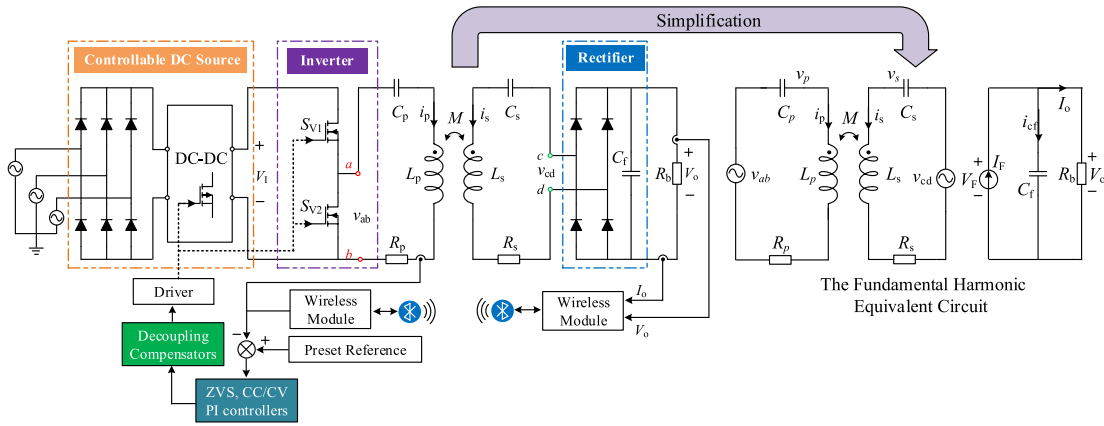 Simplification
Controllable DC Source
Inverter
Rectifier
DC-DC
+
V_I
−
S_V1
S_V2
a
b
v_ab
C_p
i_p
M
i_s
C_s
L_p
L_s
R_p
R_s
c
v_cd
d
C_f
R_b
+
V_o
−
v_p
C_p
i_p
M
i_s
v_s
C_s
v_ab
L_p
L_s
v_cd
R_p
R_s
+
V_F
−
I_F
i_cf
C_f
I_o
R_b
+
V_o
−
The Fundamental Harmonic
Equivalent Circuit
Driver
Decoupling
Compensators
Wireless
Module
−
+
Preset Reference
ZVS, CC/CV
PI controllers
Wireless
Module
I_o
V_o